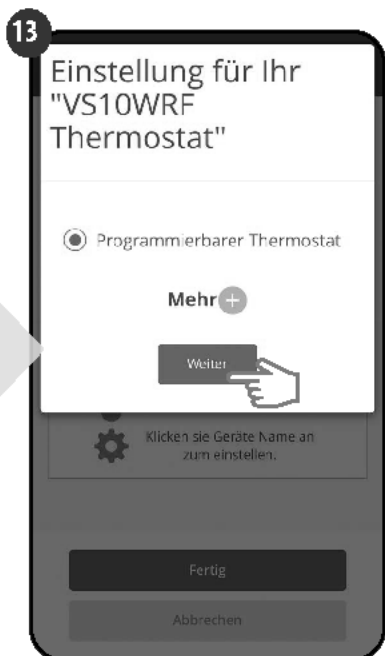 13
Einstellung für Ihr
"VS10WRF
Thermostat"
Programmierbarer Thermostat
Mehr +
Weiter
Klicken sie Geräte Name an
zum einstellen.
Fertig
Abbrechen